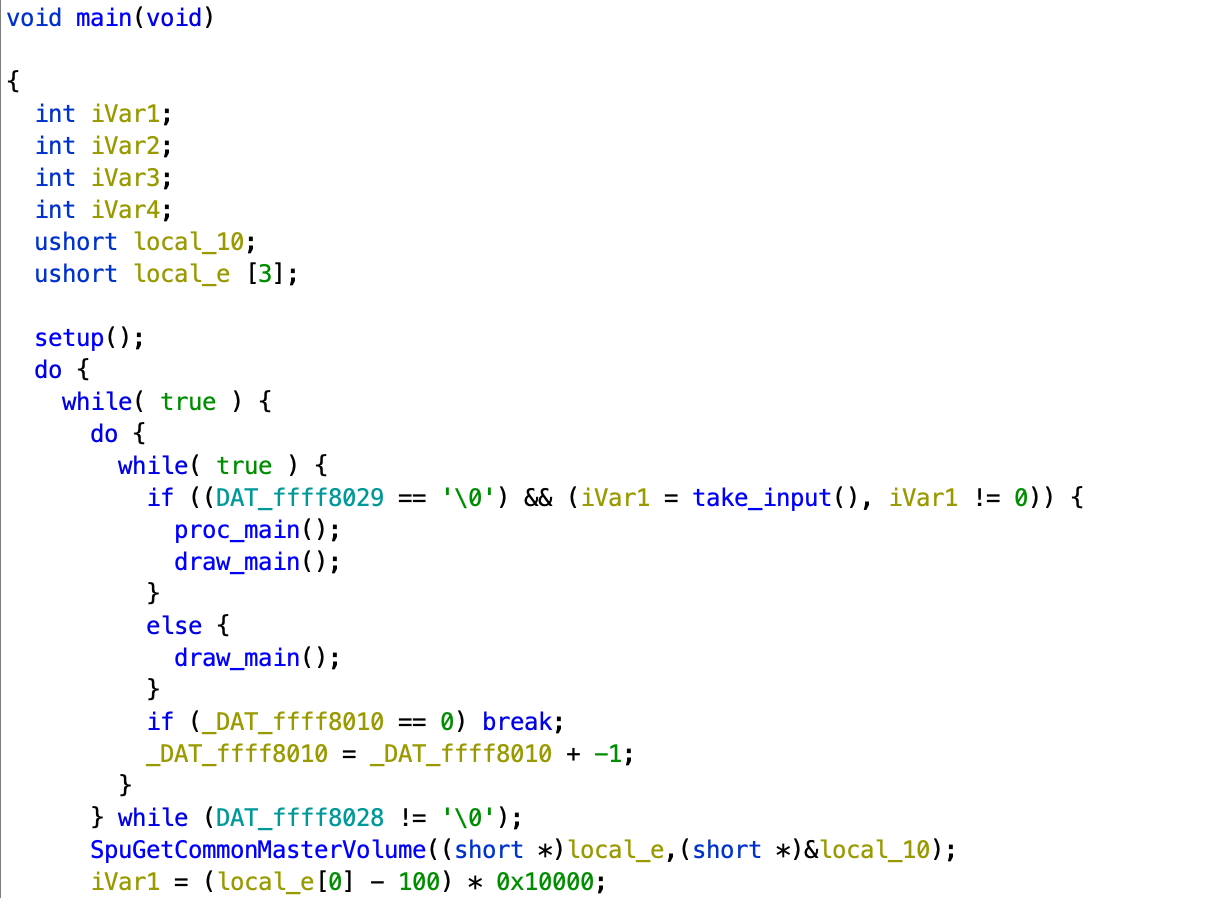 void main(void)
{
int iVar1;
int iVar2;
int iVar3;
int iVar4;
ushort local_10;
ushort local_e [3];
setup();
do {
while( true ) {
do {
while( true ) {
if ((DAT_ffff8029 == '\0') && (iVar1 = take_input(), iVar1 != 0)) {
proc_main();
draw_main();
}
else {
draw_main();
}
if (_DAT_ffff8010 == 0) break;
_DAT_ffff8010 = _DAT_ffff8010 + -1;
}
} while (DAT_ffff8028 != '\0');
SpuGetCommonMasterVolume((short *)local_e,(short *)&local_10);
iVar1 = (local_e[0] - 100) * 0x10000;